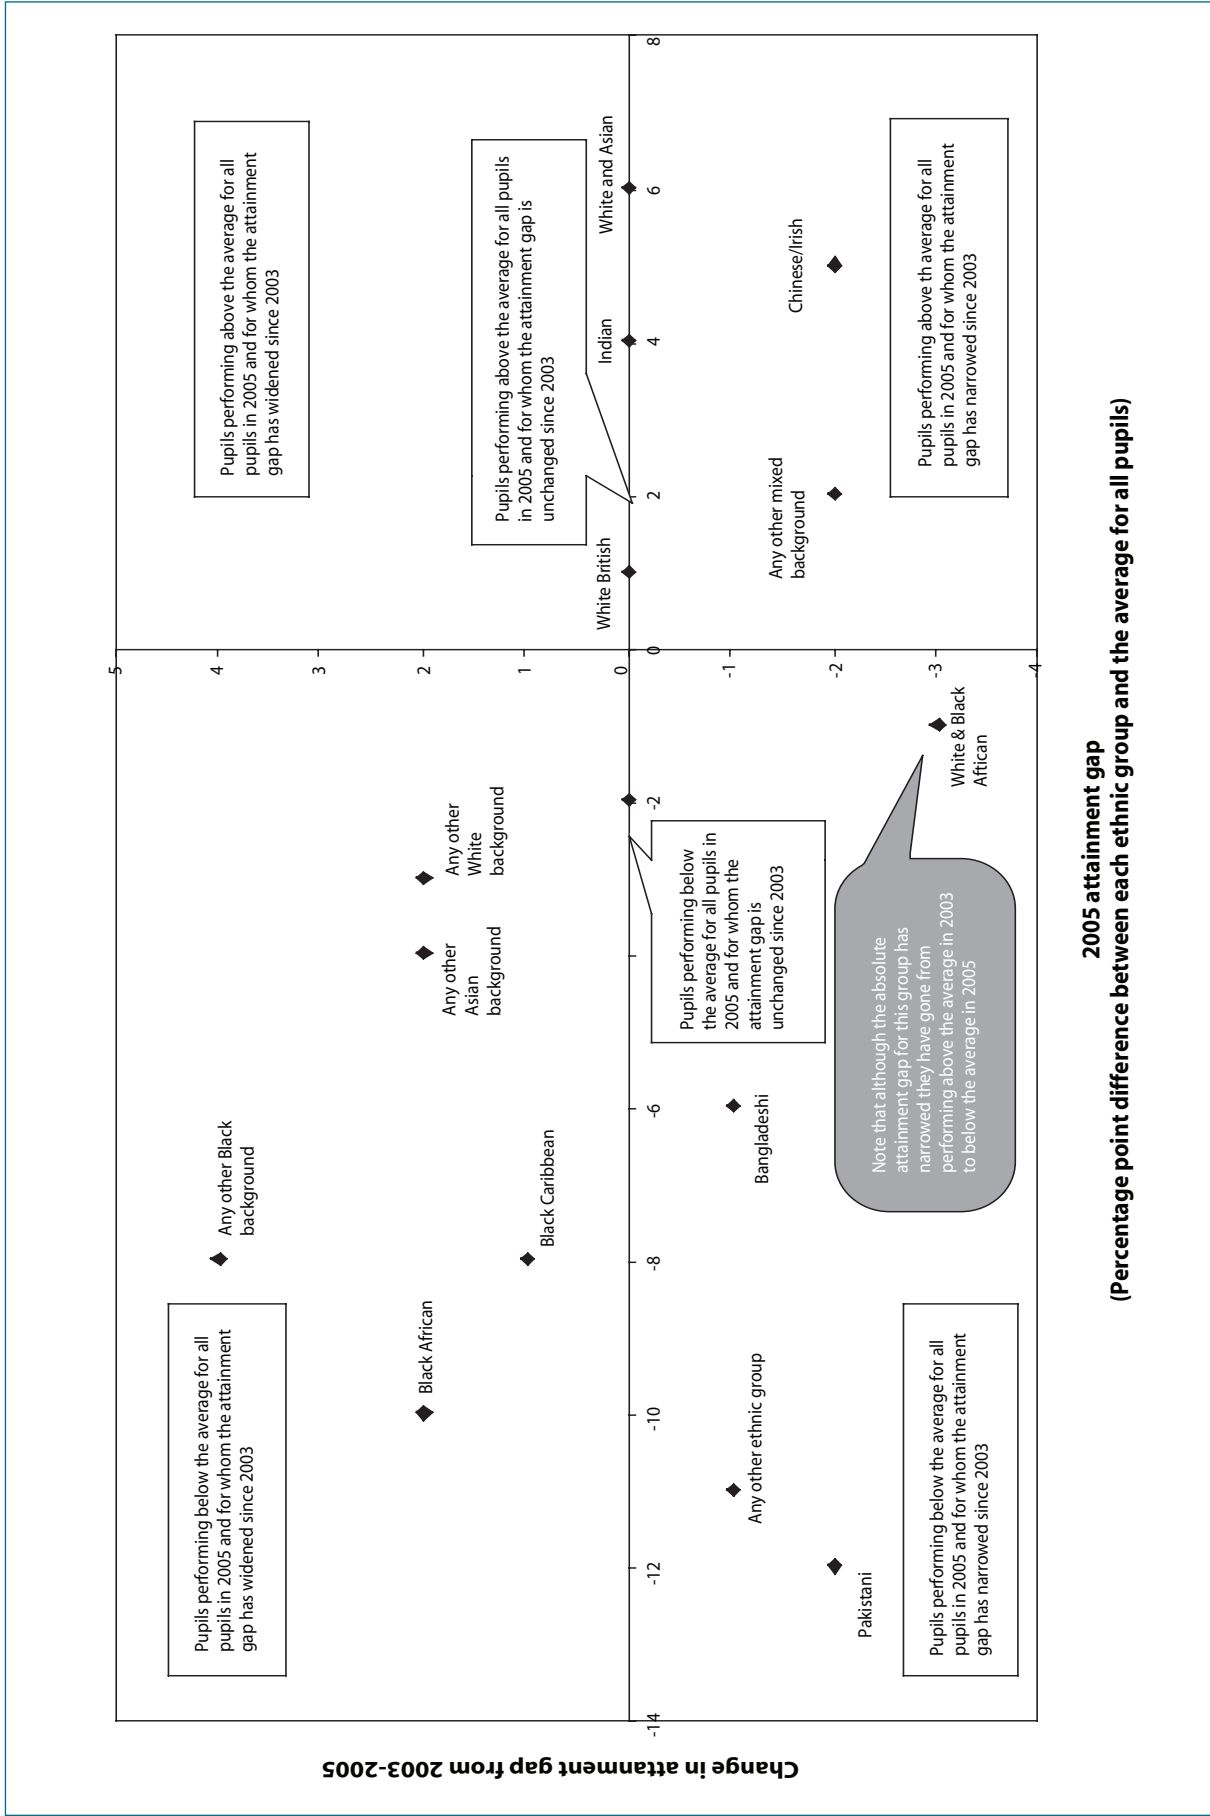 Change in attanment gap from 2003-2005
Pupils performing below the average for all
pupils in 2005 and for whom the attainment
gap has widened since 2003
Pupils performing above the average for all
pupils in 2005 and for whom the attainment
gap has widened since 2003
Any other Black
background
Black African
Black Caribbean
Any other
Asian
background
Any other
White
background
Pupils performing above the average for all pupils
in 2005 and for whom the attainment gap is
unchanged since 2003
White British
Indian
White and Asian
5
4
3
2
1
0
-1
-2
-3
-4
-14
-12
-10
-8
-6
-2
0
2
4
6
8
Pupils performing below
the average for all pupils in
2005 and for whom the
attainment gap is
unchanged since 2003
Any other ethnic group
Bangladeshi
Pakistani
Any other mixed
background
Chinese/Irish
Note that although the absolute
attainment gap for this group has
narrowed they have gone from
performing above the average in 2003
to below the average in 2005
White & Black
Aftican
Pupils performing below the average for all
pupils in 2005 and for whom the attainment
gap has narrowed since 2003
Pupils performing above th average for all
pupils in 2005 and for whom the attainment
gap has narrowed since 2003
2005 attainment gap
(Percentage point difference between each ethnic group and the average for all pupils)